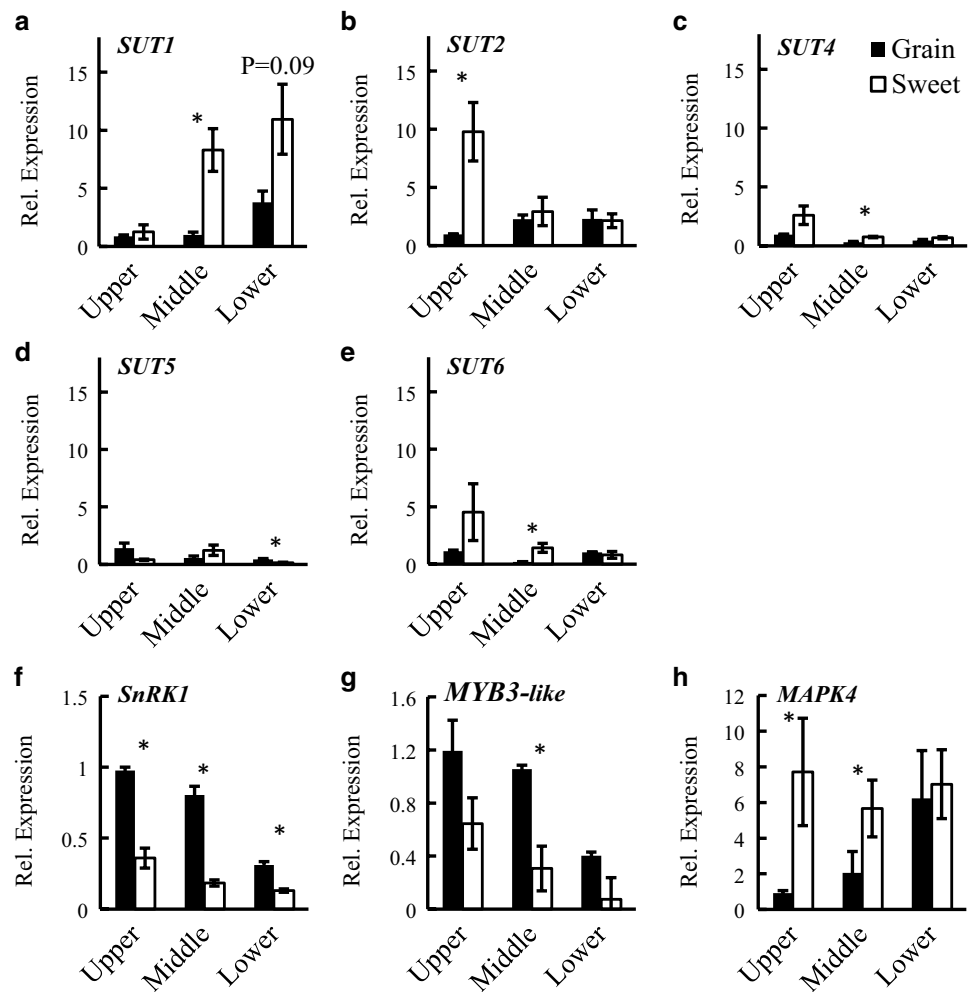 a
SUT1
P=0.09
*
15
10
5
0
Rel. Expression
Upper
Middle
Lower
b
SUT2
*
15
10
5
0
Rel. Expression
Upper
Middle
Lower
c
SUT4
Grain
Sweet
*
15
10
5
0
Rel. Expression
Upper
Middle
Lower
d
SUT5
*
15
10
5
0
Rel. Expression
Upper
Middle
Lower
e
SUT6
*
15
10
5
0
Rel. Expression
Upper
Middle
Lower
f
SnRK1
* * *
1.5
1
0.5
0
Rel. Expression
Upper
Middle
Lower
g
MYB3-like
*
1.6
1.2
0.8
0.4
0
Rel. Expression
Upper
Middle
Lower
h
MAPK4
* *
12
10
8
6
4
2
0
Rel. Expression
Upper
Middle
Lower